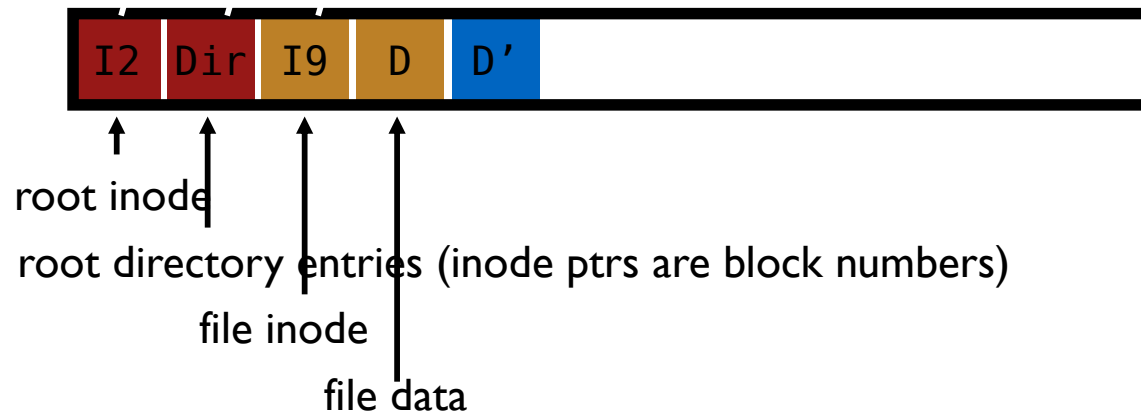 I2 Dir I9 D D’
root inode
root directory entries (inode ptrs are block numbers)
file inode
file data